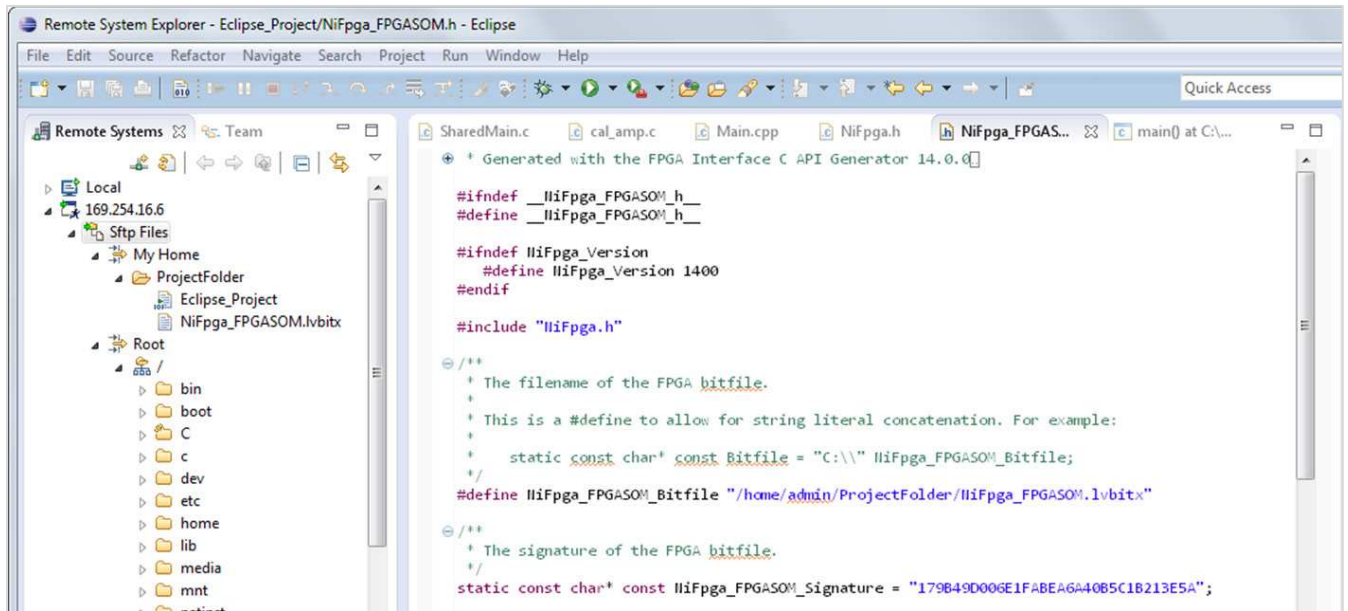 Remote System Explorer - Eclipse_Project/NiFpga_FPGASOM.h - Eclipse
File Edit Source Refactor Navigate Search Project Run Window Help
Quick Access
Remote Systems Team
SharedMain.c cal_amp.c Main.cpp NiFpga.h NiFpga_FPGAS... main() at C:\...
Local
169.254.16.6
Sftp Files
My Home
ProjectFolder
Eclipse_Project
NiFpga_FPGASOM.lvbitx
Root
/
bin
boot
C
c
dev
etc
home
lib
media
mnt
* Generated with the FPGA Interface C API Generator 14.0.0
#ifndef __NiFpga_FPGASOM_h__
#define __NiFpga_FPGASOM_h__
#ifndef NiFpga_Version
#define NiFpga_Version 1400
#endif
#include "NiFpga.h"
/**
* The filename of the FPGA bitfile.
*
* This is a #define to allow for string literal concatenation. For example:
*
* static const char* const Bitfile = "C:\\" NiFpga_FPGASOM_Bitfile;
*/
#define NiFpga_FPGASOM_Bitfile "/home/admin/ProjectFolder/NiFpga_FPGASOM.lvbitx"
/**
* The signature of the FPGA bitfile.
*/
static const char* const NiFpga_FPGASOM_Signature = "179B49D006E1FABEA6A40B5C1B213E5A";